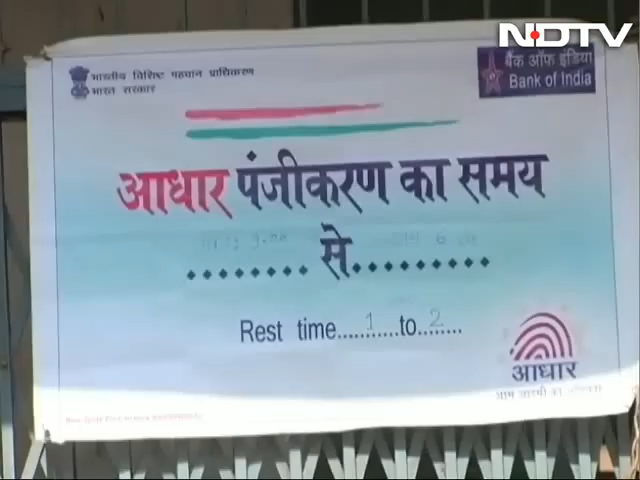 NDTV
भारतीय विशिष्ट पहचान प्राधिकरण
भारत सरकार
बैंक ऑफ इंडिया
Bank of India
आधार पंजीकरण का समय
........ से.........
Rest time....1.......to...2.......
आधार